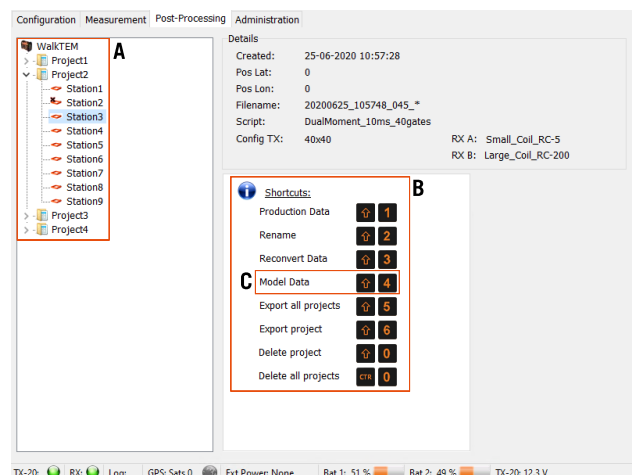 Configuration Measurement Post-Processing Administration
WalkTEM
Project1
Project2
Station1
Station2
Station3
Station4
Station5
Station6
Station7
Station8
Station9
Project3
Project4
A
Details
Created: 25-06-2020 10:57:28
Pos Lat: 0
Pos Lon: 0
Filename: 20200625_105748_045_*
Script: DualMoment_10ms_40gates
Config TX: 40x40 RX A: Small_Coil_RC-5
RX B: Large_Coil_RC-200
B
Shortcuts:
Production Data ⇧ 1
Rename ⇧ 2
Reconvert Data ⇧ 3
C Model Data ⇧ 4
Export all projects ⇧ 5
Export project ⇧ 6
Delete project ⇧ 0
Delete all projects CTR 0
TX-20: RX: Log: GPS: Sats 0 Ext Power: None Bat 1: 51 % Bat 2: 49 % TX-20: 12.3 V